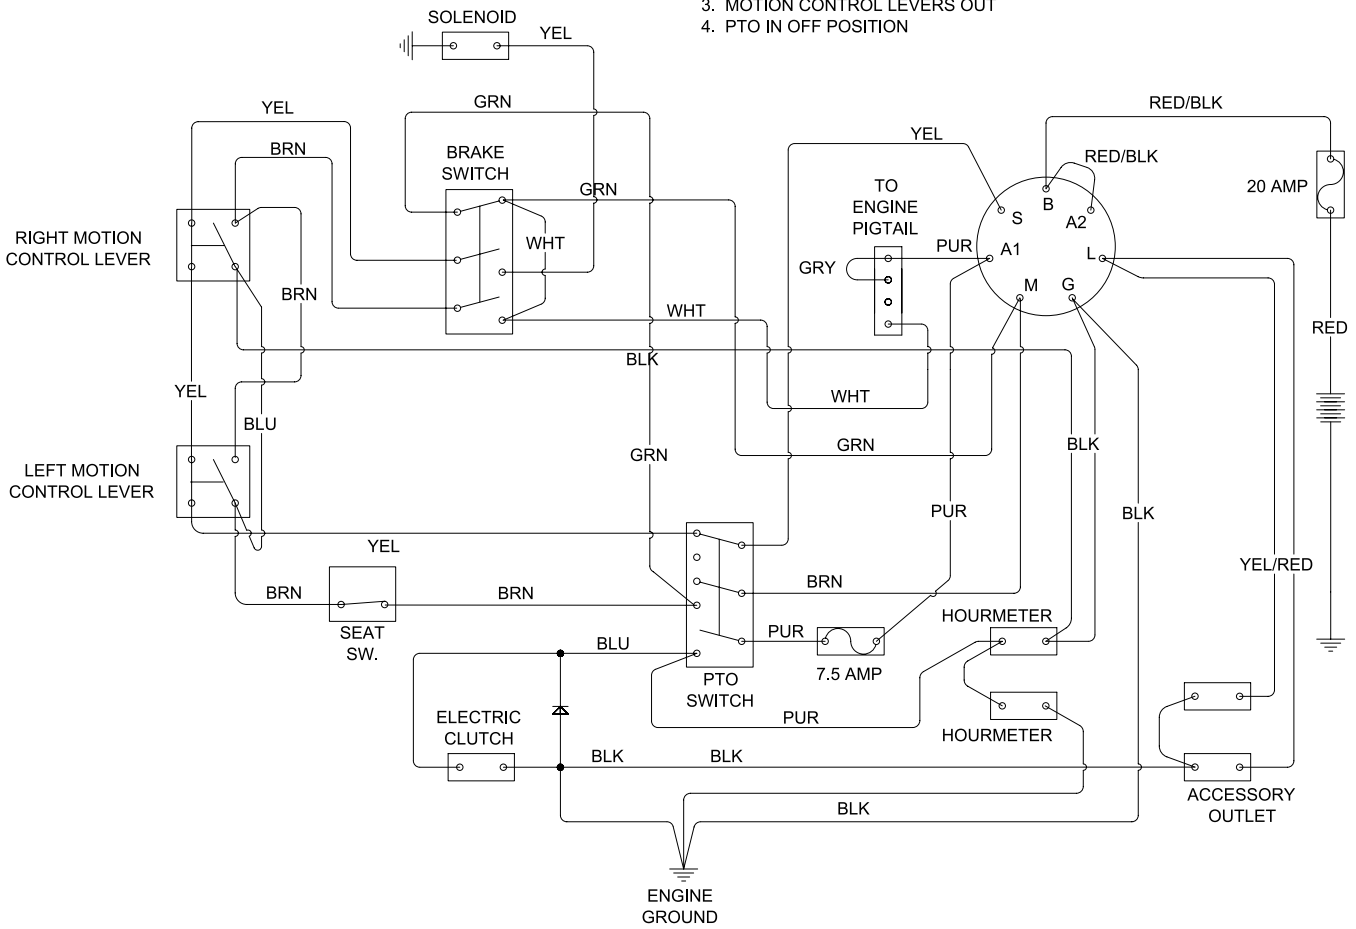 3. MOTION CONTROL LEVERS OUT
4. PTO IN OFF POSITION
SOLENOID
YEL
GRN
YEL
BRN
BRAKE
SWITCH
GRN
WHT
RIGHT MOTION
CONTROL LEVER
BRN
WHT
BLK
YEL
BLU
LEFT MOTION
CONTROL LEVER
GRN
YEL
BRN
BRN
SEAT
SW.
BLU
PTO
SWITCH
ELECTRIC
CLUTCH
BLK
BLK
ENGINE
GROUND
RED/BLK
YEL
RED/BLK
20 AMP
TO
ENGINE
PIGTAIL
PUR
GRY
B
S
A2
A1
L
M
G
RED
WHT
GRN
BLK
PUR
BLK
YEL/RED
BRN
PUR
7.5 AMP
HOURMETER
PUR
HOURMETER
BLK
ACCESSORY
OUTLET